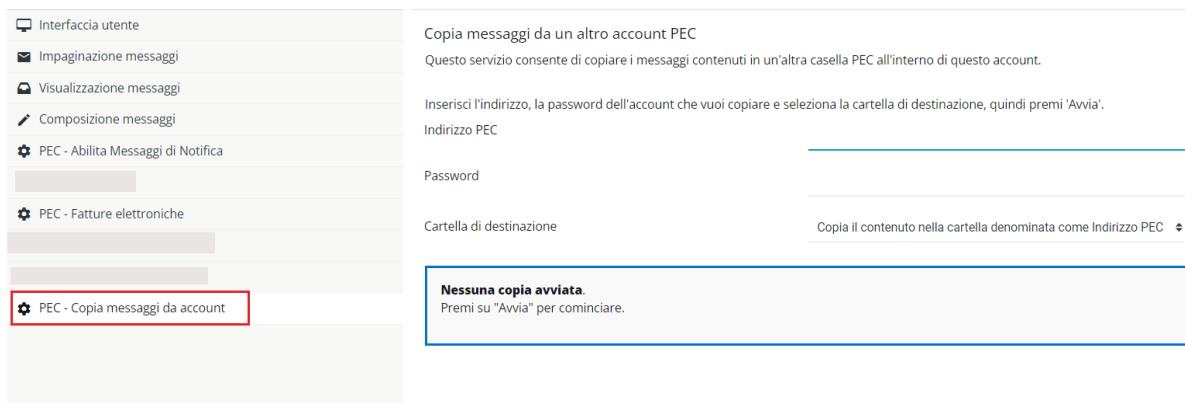 Interfaccia utente
Impaginazione messaggi
Visualizzazione messaggi
Composizione messaggi
PEC - Abilita Messaggi di Notifica
PEC - Fatture elettroniche
PEC - Copia messaggi da account
Copia messaggi da un altro account PEC
Questo servizio consente di copiare i messaggi contenuti in un'altra casella PEC all'interno di questo account.
Inserisci l'indirizzo, la password dell'account che vuoi copiare e seleziona la cartella di destinazione, quindi premi 'Avvia'.
Indirizzo PEC
Password
Cartella di destinazione
Copia il contenuto nella cartella denominata come Indirizzo PEC
Nessuna copia avviata.
Premi su "Avvia" per cominciare.